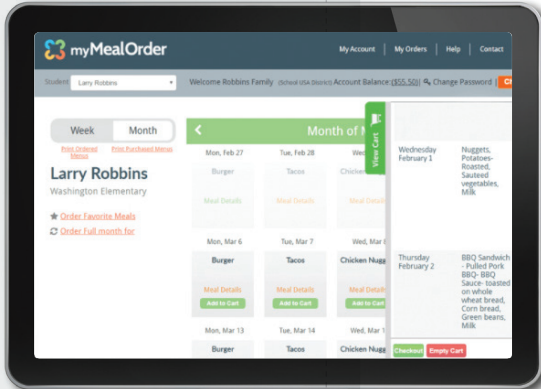 myMealOrder
My Account | My Orders | Help | Contact
Student Larry Robbins Welcome Robbins Family (School USA District) Account Balance:($55.50)| Change Password |
Week Month
Print Ordered Menus
Print Purchased Menus
Larry Robbins
Washington Elementary
Order Favorite Meals
Order Full month for
Month of M
Mon, Feb 27 Tue, Feb 28 Wed
Burger Tacos Chicken
Meal Details Meal Details Meal Detail
Mon, Mar 6 Tue, Mar 7 Wed, Mar 8
Burger Tacos Chicken Nugg
Meal Details Meal Details Meal Details
Add to Cart Add to Cart Add to Cart
Mon, Mar 13 Tue, Mar 14 Wed, Mar 1
Burger Tacos Chicken Nugg
View Cart
Wednesday
February 1
Nuggets,
Potatoes-
Roasted,
Sauteed
vegetables,
Milk
Thursday
February 2
BBQ Sandwich
- Pulled Pork
BBQ- BBQ
Sauce- toasted
on whole
wheat bread,
Corn bread,
Green beans,
Milk
Checkout Empty Cart